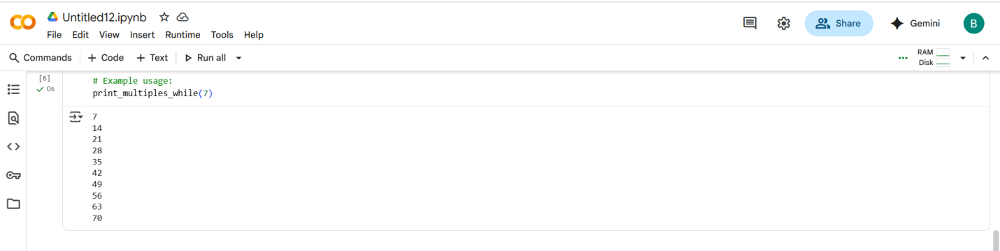 Untitled12.ipynb
File Edit View Insert Runtime Tools Help
Share
Gemini
B
Commands + Code + Text Run all
RAM
Disk
[6]
0s
# Example usage:
print_multiples_while(7)
7
14
21
28
35
42
49
56
63
70